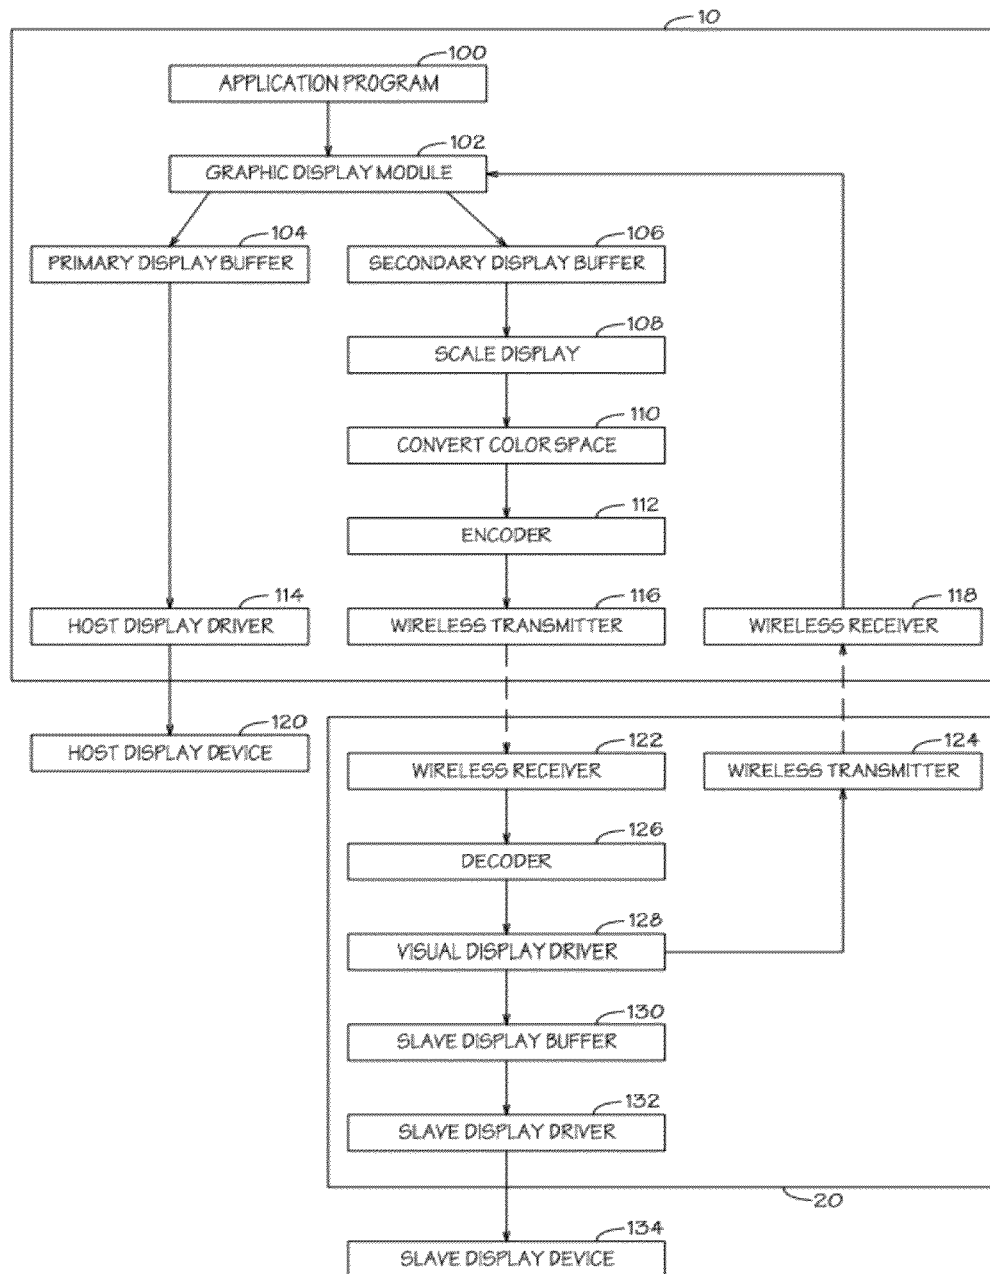 10
100
APPLICATION PROGRAM
102
GRAPHIC DISPLAY MODULE
104
PRIMARY DISPLAY BUFFER
106
SECONDARY DISPLAY BUFFER
108
SCALE DISPLAY
110
CONVERT COLOR SPACE
112
ENCODER
114
HOST DISPLAY DRIVER
116
WIRELESS TRANSMITTER
118
WIRELESS RECEIVER
120
HOST DISPLAY DEVICE
122
WIRELESS RECEIVER
124
WIRELESS TRANSMITTER
126
DECODER
128
VISUAL DISPLAY DRIVER
130
SLAVE DISPLAY BUFFER
132
SLAVE DISPLAY DRIVER
20
134
SLAVE DISPLAY DEVICE